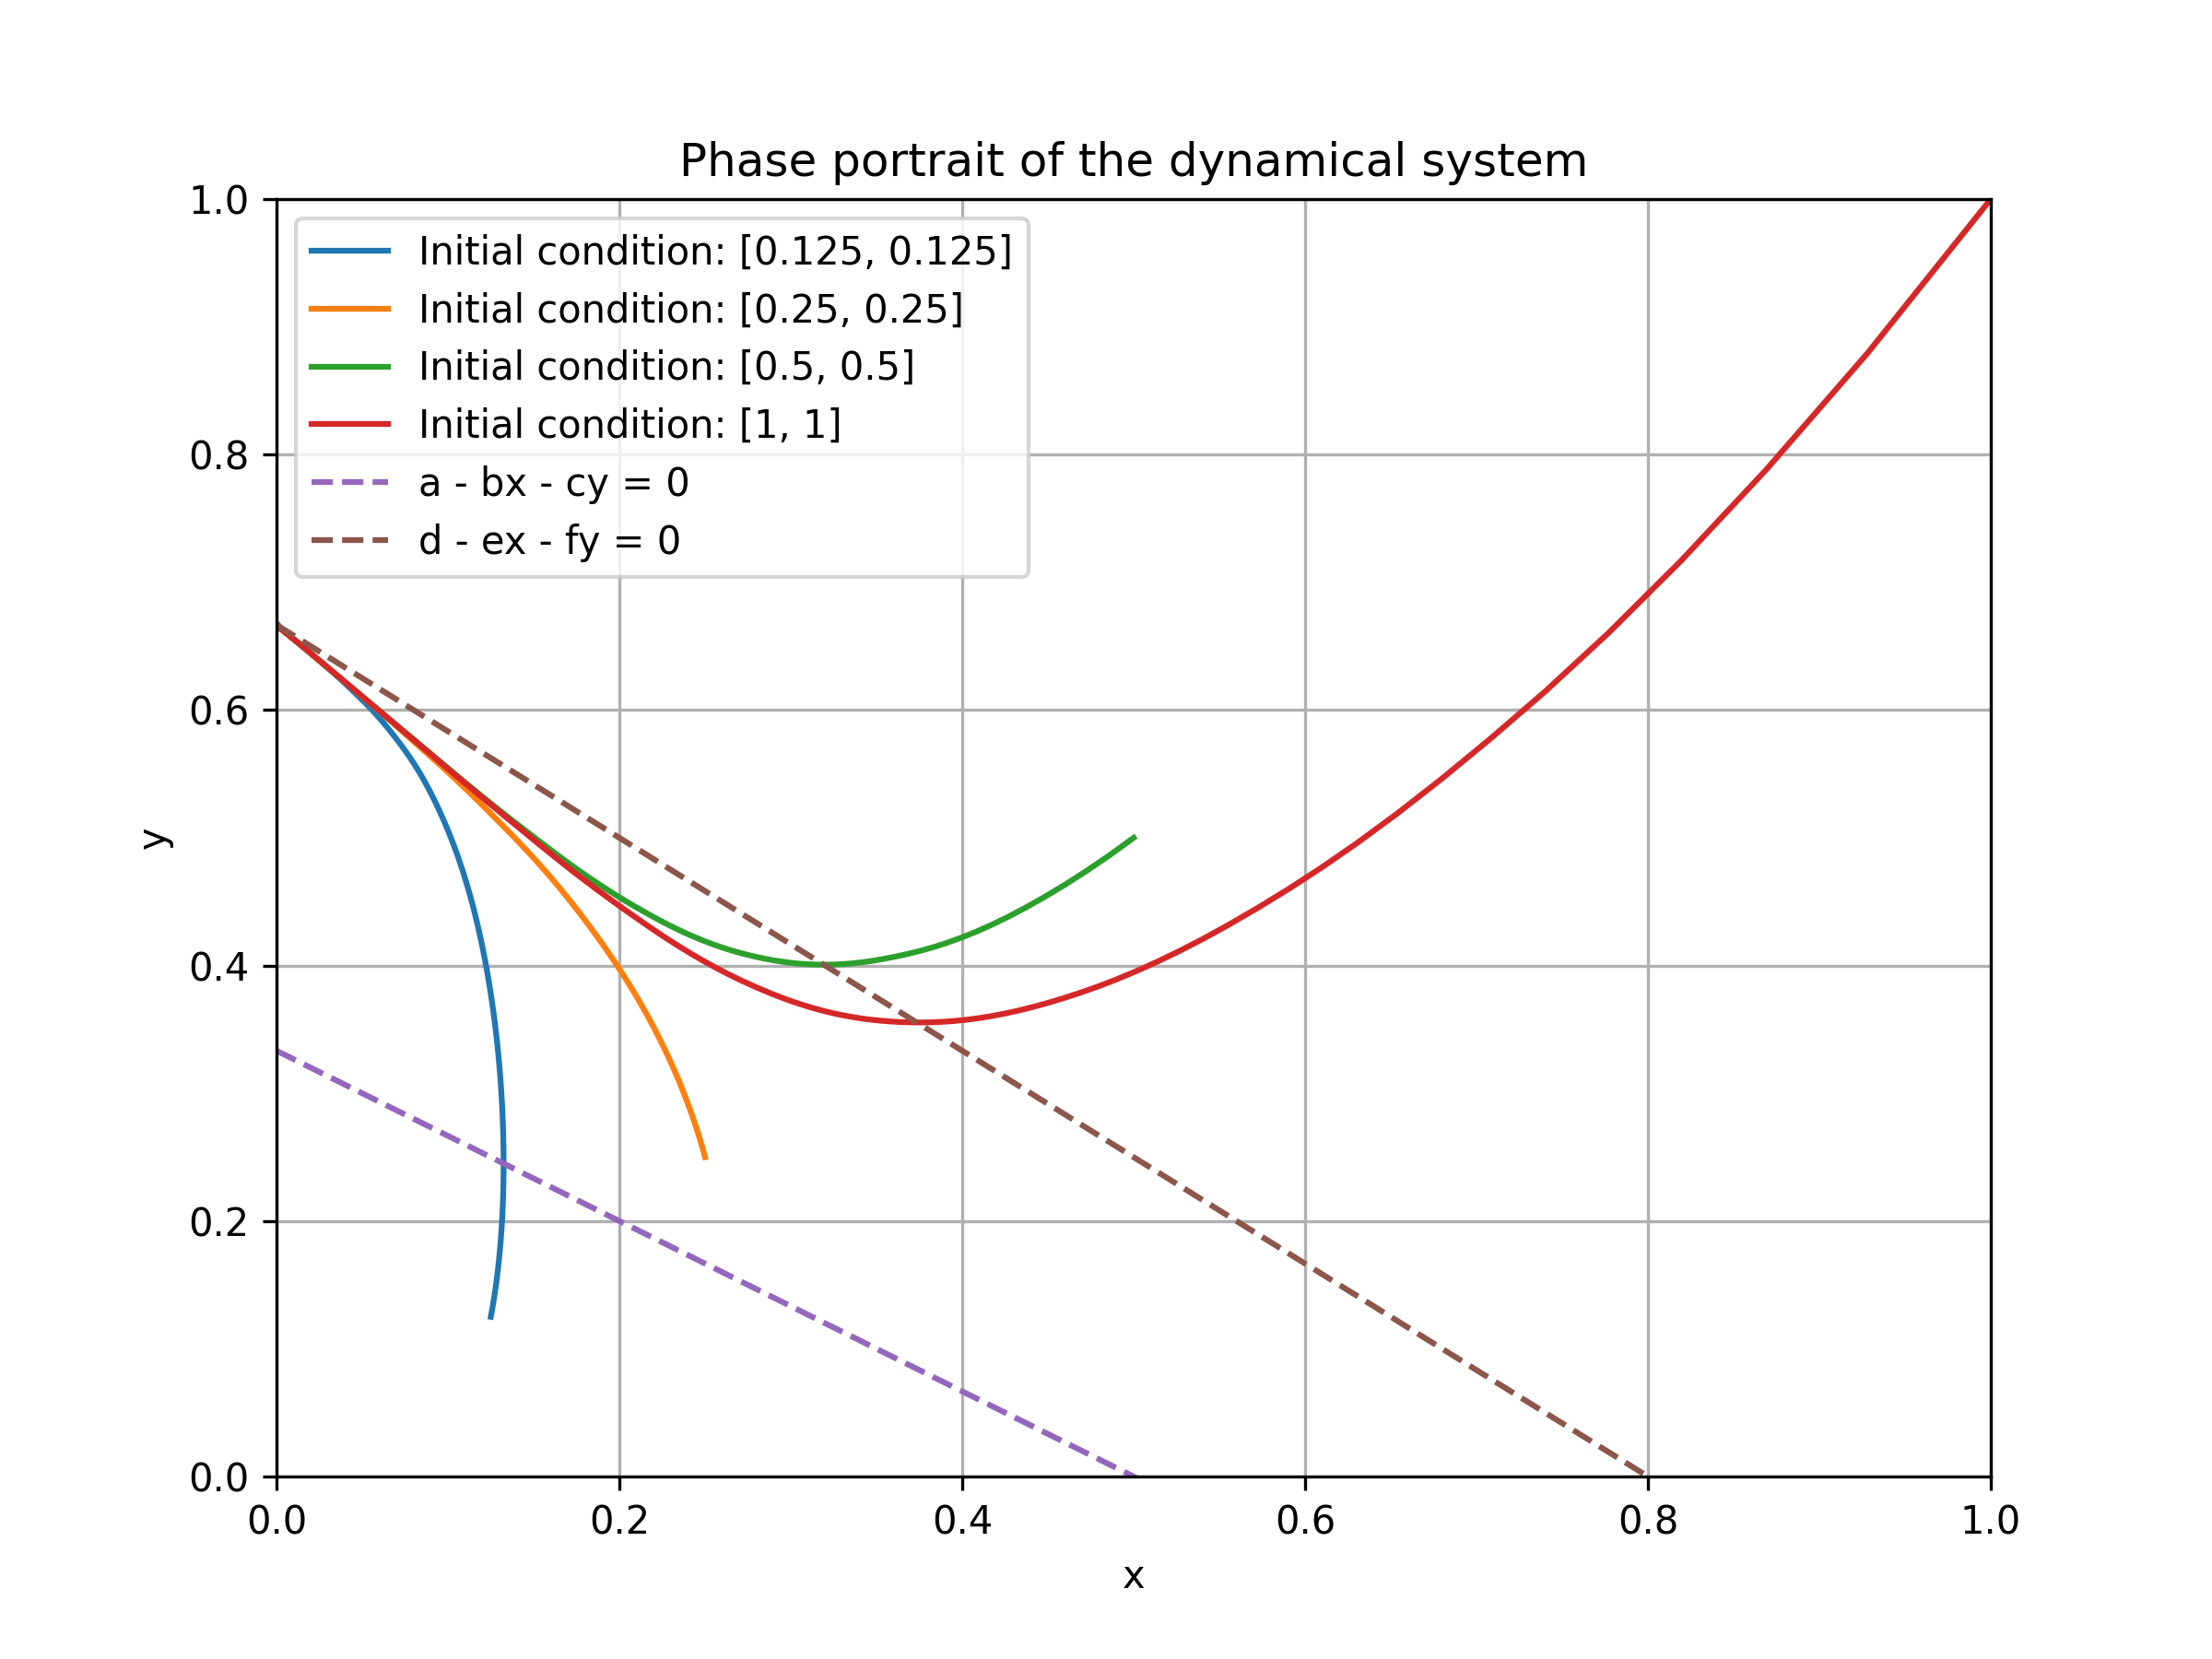 Phase portrait of the dynamical system
1.0
0.8
0.6
0.4
0.2
0.0
y
Initial condition: [0.125, 0.125]
Initial condition: [0.25, 0.25]
Initial condition: [0.5, 0.5]
Initial condition: [1, 1]
a - bx - cy = 0
d - ex - fy = 0
0.0 0.2 0.4 0.6 0.8 1.0
x